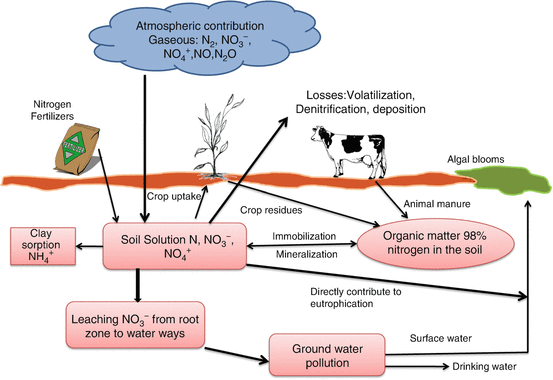 Atmospheric contribution
Gaseous: N₂, NO₃⁻,
NO₄⁺,NO,N₂O
Losses:Volatilization,
Denitrification, deposition
Nitrogen
Fertilizers
FERTILIZER
Algal blooms
Crop uptake
Crop residues
Animal manure
Clay
sorption
NH₄⁺
Soil Solution N, NO₃⁻,
NO₄⁺
Immobilization
Mineralization
Organic matter 98%
nitrogen in the soil
Directly contribute to
eutrophication
Leaching NO₃⁻ from root
zone to water ways
Ground water
pollution
Surface water
Drinking water